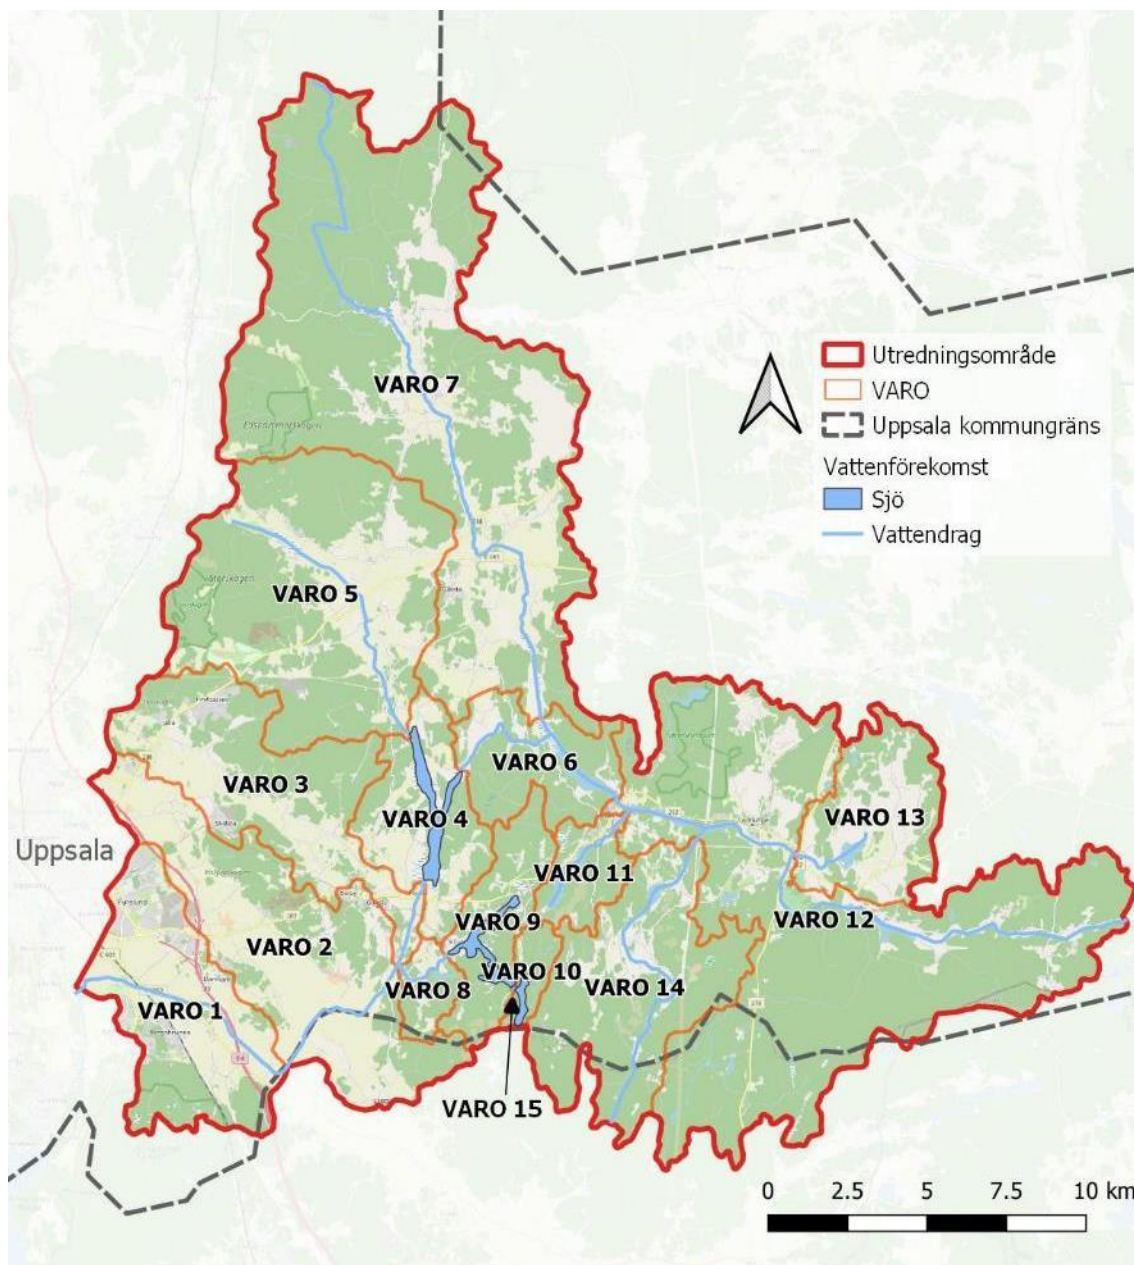 Utredningsområde
VARO
Uppsala kommungräns
Vattenförekomst
Sjö
Vattendrag
VARO 7
VARO 5
VARO 3
VARO 6
VARO 4
VARO 13
Uppsala
VARO 11
VARO 9
VARO 12
VARO 2
VARO 10
VARO 8
VARO 14
VARO 1
VARO 15
0 2.5 5 7.5 10 km